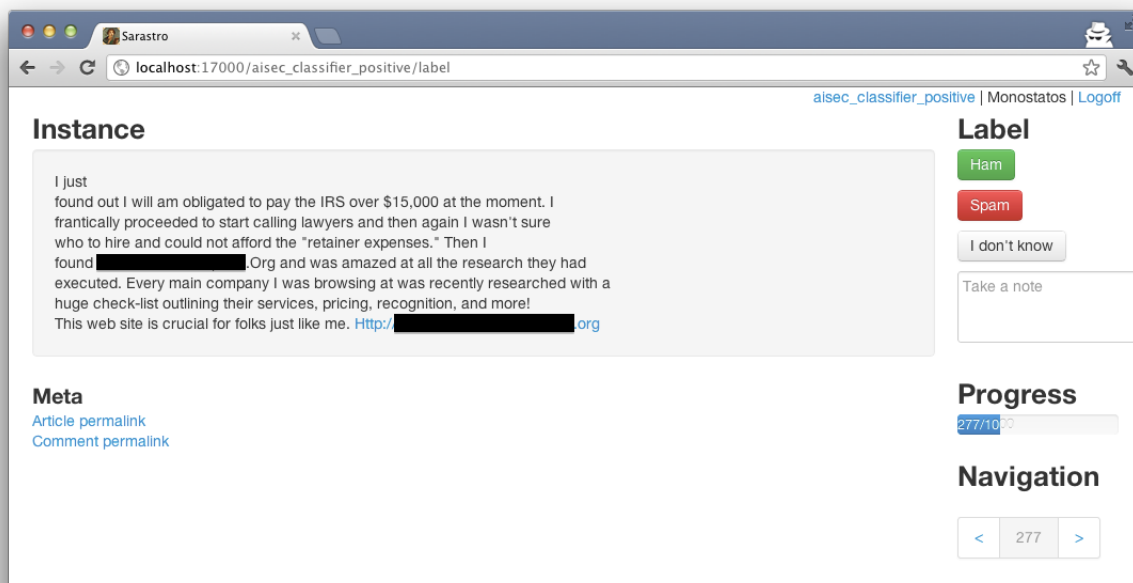 Sarastro
localhost:17000/aisec_classifier_positive/label
aisec_classifier_positive | Monostatos | Logoff
Instance
I just
found out I will am obligated to pay the IRS over $15,000 at the moment. I
frantically proceeded to start calling lawyers and then again I wasn't sure
who to hire and could not afford the "retainer expenses." Then I
found .Org and was amazed at all the research they had
executed. Every main company I was browsing at was recently researched with a
huge check-list outlining their services, pricing, recognition, and more!
This web site is crucial for folks just like me. Http:// .org
Meta
Article permalink
Comment permalink
Label
Ham
Spam
I don't know
Take a note
Progress
277/1000
Navigation
< 277 >